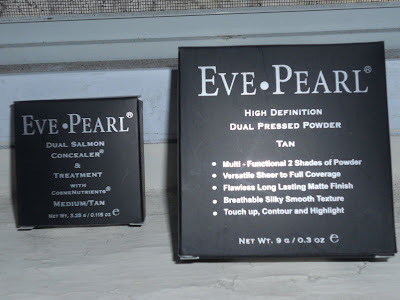 Eve•Pearl®
Dual Salmon
Concealer®
&
Treatment
with
CosmeNutrients®
Medium/Tan
Net Wt. 3.25 g / 0.115 oz ℮
Eve•Pearl®
High Definition
Dual Pressed Powder
Tan
• Multi - Functional 2 Shades of Powder
• Versatile Sheer to Full Coverage
• Flawless Long Lasting Matte Finish
• Breathable Silky Smooth Texture
• Touch up, Contour and Highlight
Net Wt. 9 g / 0.3 oz ℮